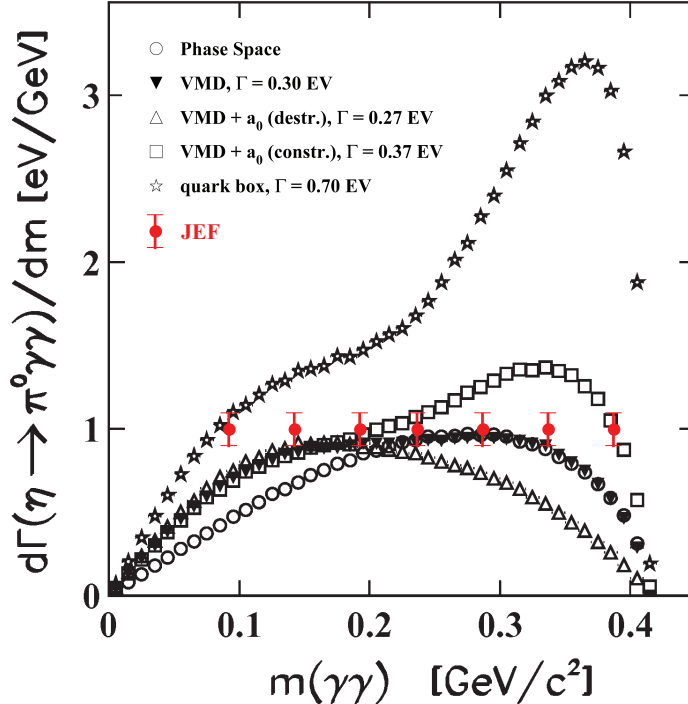 dΓ(η → π⁰γγ)/dm [eV/GeV]
3
2
1
0
Phase Space
VMD, Γ = 0.30 EV
VMD + a₀ (destr.), Γ = 0.27 EV
VMD + a₀ (constr.), Γ = 0.37 EV
quark box, Γ = 0.70 EV
JEF
0 0.1 0.2 0.3 0.4
m(γγ) [GeV/c²]